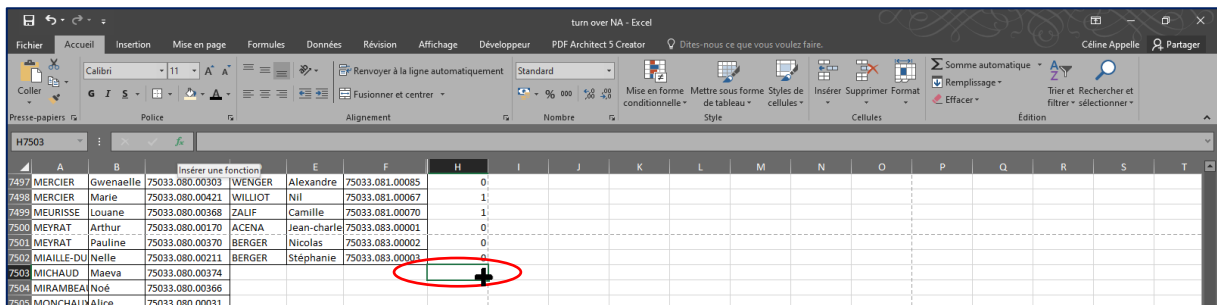 turn over NA - Excel
Fichier Accueil Insertion Mise en page Formules Données Révision Affichage Développeur PDF Architect 5 Creator Dites-nous ce que vous voulez faire. Céline Appelle Partager
Coller Calibri 11 A A Renvoyer à la ligne automatiquement Standard Mise en forme conditionnelle Mettre sous forme de tableau Styles de cellules Insérer Supprimer Format Somme automatique Trier et filtrer Rechercher et sélectionner
Remplissage
G I S A Fusionner et centrer % 000 Effacer
Presse-papiers Police Alignement Nombre Style Cellules Édition
H7503 fx
Insérer une fonction
A B E F H I J K L M N O P Q R S T
7497 MERCIER Gwenaelle 75033.080.00303 WENGER Alexandre 75033.081.00085 0
7498 MERCIER Marie 75033.080.00421 WILLIOT Nil 75033.081.00067 1
7499 MEURISSE Louane 75033.080.00368 ZALIF Camille 75033.081.00070 1
7500 MEYRAT Arthur 75033.080.00170 ACENA Jean-charle 75033.083.00001 0
7501 MEYRAT Pauline 75033.080.00370 BERGER Nicolas 75033.083.00002 0
7502 MIAILLE-DU Nelle 75033.080.00211 BERGER Stéphanie 75033.083.00003 0
7503 MICHAUD Maeva 75033.080.00374
7504 MIRAMBEAU Noé 75033.080.00366
7505 MONCHAUX Alice 75033.080.00031